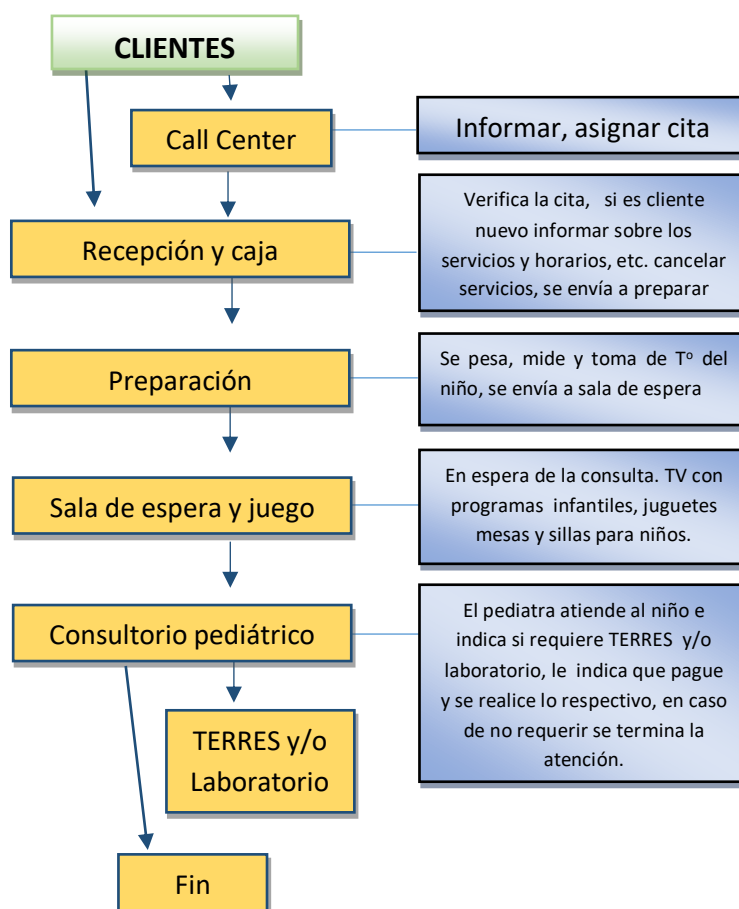 CLIENTES
Call Center
Informar, asignar cita
Recepción y caja
Verifica la cita, si es cliente
nuevo informar sobre los
servicios y horarios, etc. cancelar
servicios, se envía a preparar
Preparación
Se pesa, mide y toma de Tº del
niño, se envía a sala de espera
Sala de espera y juego
En espera de la consulta. TV con
programas infantiles, juguetes
mesas y sillas para niños.
Consultorio pediátrico
El pediatra atiende al niño e
indica si requiere TERRES y/o
laboratorio, le indica que pague
y se realice lo respectivo, en caso
de no requerir se termina la
atención.
TERRES y/o
Laboratorio
Fin